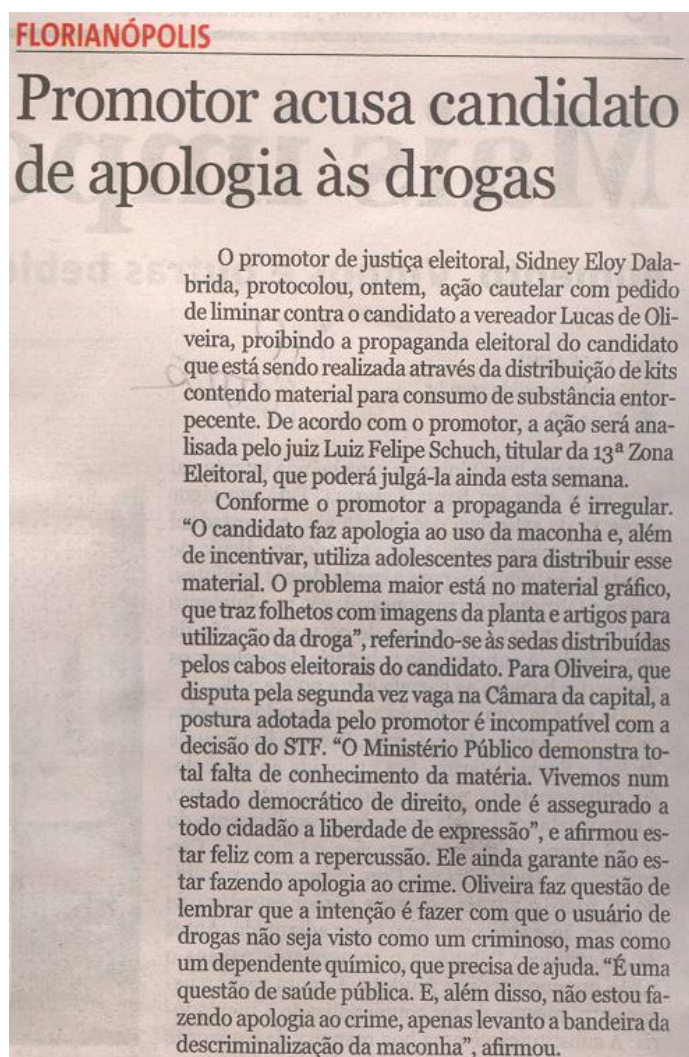 FLORIANÓPOLIS
Promotor acusa candidato
de apologia às drogas
O promotor de justiça eleitoral, Sidney Eloy Dala-
brida, protocolou, ontem, ação cautelar com pedido
de liminar contra o candidato a vereador Lucas de Oli-
veira, proibindo a propaganda eleitoral do candidato
que está sendo realizada através da distribuição de kits
contendo material para consumo de substância entor-
pecente. De acordo com o promotor, a ação será ana-
lisada pelo juiz Luiz Felipe Schuch, titular da 13ª Zona
Eleitoral, que poderá julgá-la ainda esta semana.
Conforme o promotor a propaganda é irregular.
“O candidato faz apologia ao uso da maconha e, além
de incentivar, utiliza adolescentes para distribuir esse
material. O problema maior está no material gráfico,
que traz folhetos com imagens da planta e artigos para
utilização da droga”, referindo-se às sedas distribuídas
pelos cabos eleitorais do candidato. Para Oliveira, que
disputa pela segunda vez vaga na Câmara da capital, a
postura adotada pelo promotor é incompatível com a
decisão do STF. “O Ministério Público demonstra to-
tal falta de conhecimento da matéria. Vivemos num
estado democrático de direito, onde é assegurado a
todo cidadão a liberdade de expressão”, e afirmou es-
tar feliz com a repercussão. Ele ainda garante não es-
tar fazendo apologia ao crime. Oliveira faz questão de
lembrar que a intenção é fazer com que o usuário de
drogas não seja visto como um criminoso, mas como
um dependente químico, que precisa de ajuda. “É uma
questão de saúde pública. E, além disso, não estou fa-
zendo apologia ao crime, apenas levanto a bandeira da
descriminalização da maconha”, afirmou.